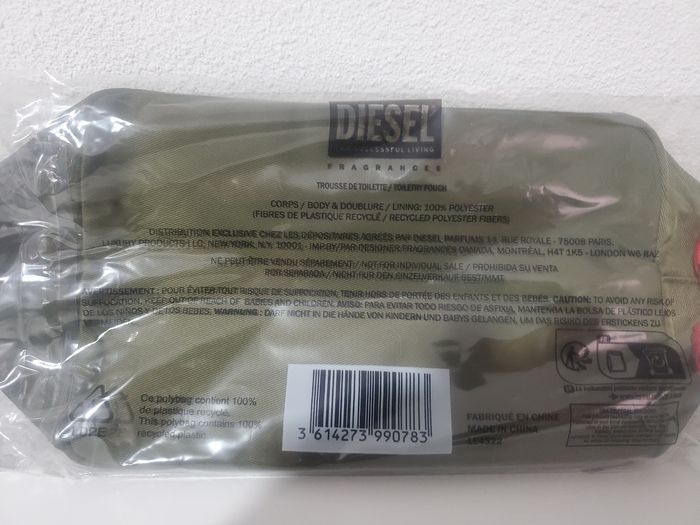 DIESEL
FOR SUCCESSFUL LIVING
FRAGRANCES
TROUSSE DE TOILETTE / TOILETRY POUCH
CORPS / BODY & DOUBLURE / LINING: 100% POLYESTER
(FIBRES DE PLASTIQUE RECYCLÉ / RECYCLED POLYESTER FIBERS)
DISTRIBUTION EXCLUSIVE CHEZ LES DÉPOSITAIRES AGRÉÉS PAR DIESEL PARFUMS 14, RUE ROYALE - 75008 PARIS.
LUXURY PRODUCTS LLC, NEW YORK, N.Y. 10001 - IMP. BY/PAR DESIGNER FRAGRANCES CANADA, MONTRÉAL, H4T 1K5 - LONDON W6
NE PEUT ÊTRE VENDU SÉPARÉMENT / NOT FOR INDIVIDUAL SALE / PROHIBIDA SU VENTA
POR SEPARADA / NICHT FÜR DEN EINZELVERKAUF BESTIMMT
AVERTISSEMENT : POUR ÉVITER TOUT RISQUE DE SUFFOCATION, TENIR HORS DE PORTÉE DES ENFANTS ET DES BÉBÉS. CAUTION: TO AVOID ANY RISK OF
SUFFOCATION, KEEP OUT OF REACH OF BABIES AND CHILDREN. AVISO: PARA EVITAR TODO RIESGO DE ASFIXIA, MANTENGA LA BOLSA DE PLÁSTICO LEJOS
DE LOS NIÑOS Y DE LOS BEBÉS. WARNUNG : DARF NICHT IN DIE HÄNDE VON KINDERN UND BABYS GELANGEN, UM DAS RISIKO DES ERSTICKENS ZU
FR
LDPE
Ce polybag contient 100%
de plastique recyclé.
This polybag contains 100%
recycled plastic
3 614273 990783
FABRIQUÉ EN CHINE
MADE IN CHINA